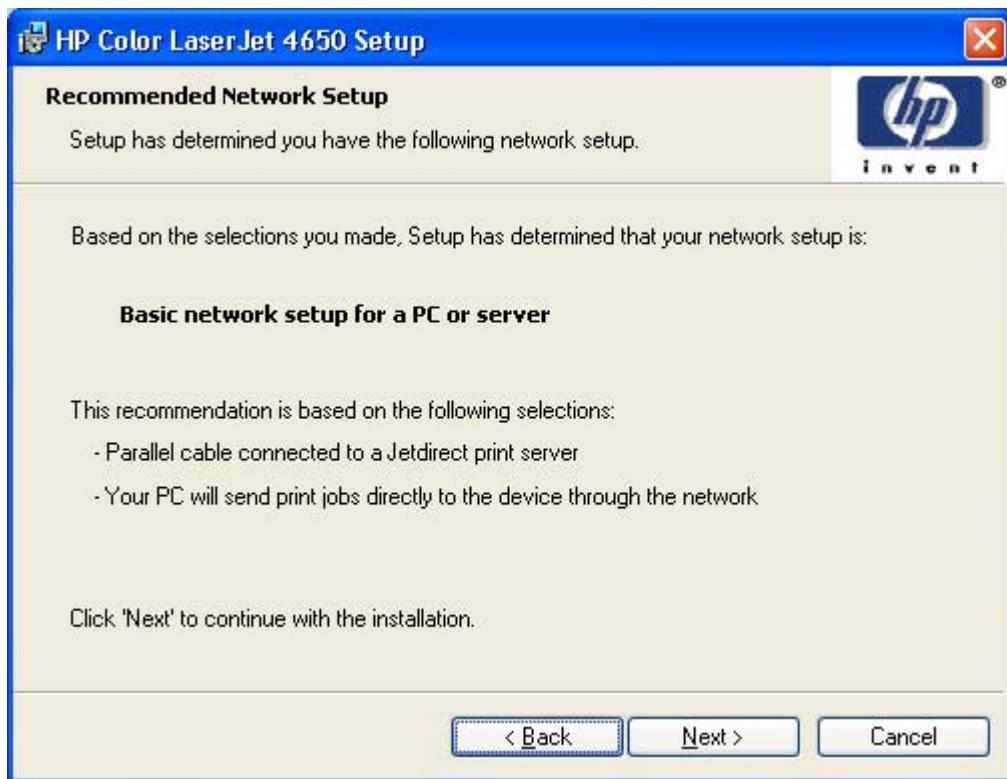 HP Color LaserJet 4650 Setup
Recommended Network Setup
Setup has determined you have the following network setup.
hp
®
invent
Based on the selections you made, Setup has determined that your network setup is:
Basic network setup for a PC or server
This recommendation is based on the following selections:
- Parallel cable connected to a Jetdirect print server
- Your PC will send print jobs directly to the device through the network
Click 'Next' to continue with the installation.
< Back
Next >
Cancel